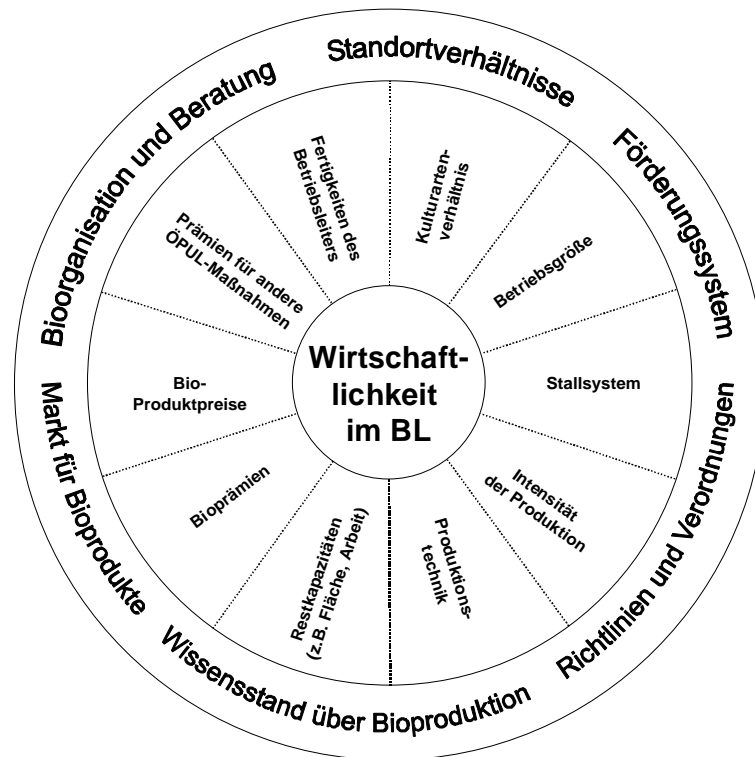 Standortverhältnisse
Förderungssystem
Richtlinien und Verordnungen
Wissensstand über Bioproduktion
Markt für Bioprodukte
Bioorganisation und Beratung
Kulturarten-
verhältnis
Betriebsgröße
Stallsystem
Intensität
der Produktion
Produktions-
technik
Restkapazitäten
(z.B. Fläche, Arbeit)
Bioprämien
Bio-
Produktpreise
Prämien für andere
ÖPUL-Maßnahmen
Fertigkeiten des
Betriebsleiters
Wirtschaft-
lichkeit
im BL